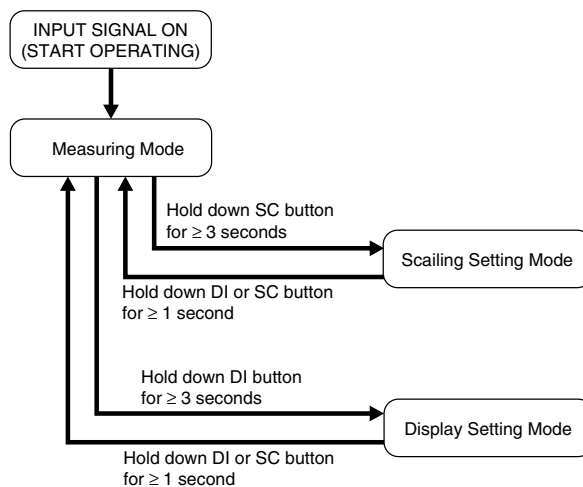 INPUT SIGNAL ON
(START OPERATING)
Measuring Mode
Hold down SC button
for ≥ 3 seconds
Scailing Setting Mode
Hold down DI or SC button
for ≥ 1 second
Hold down DI button
for ≥ 3 seconds
Display Setting Mode
Hold down DI or SC button
for ≥ 1 second